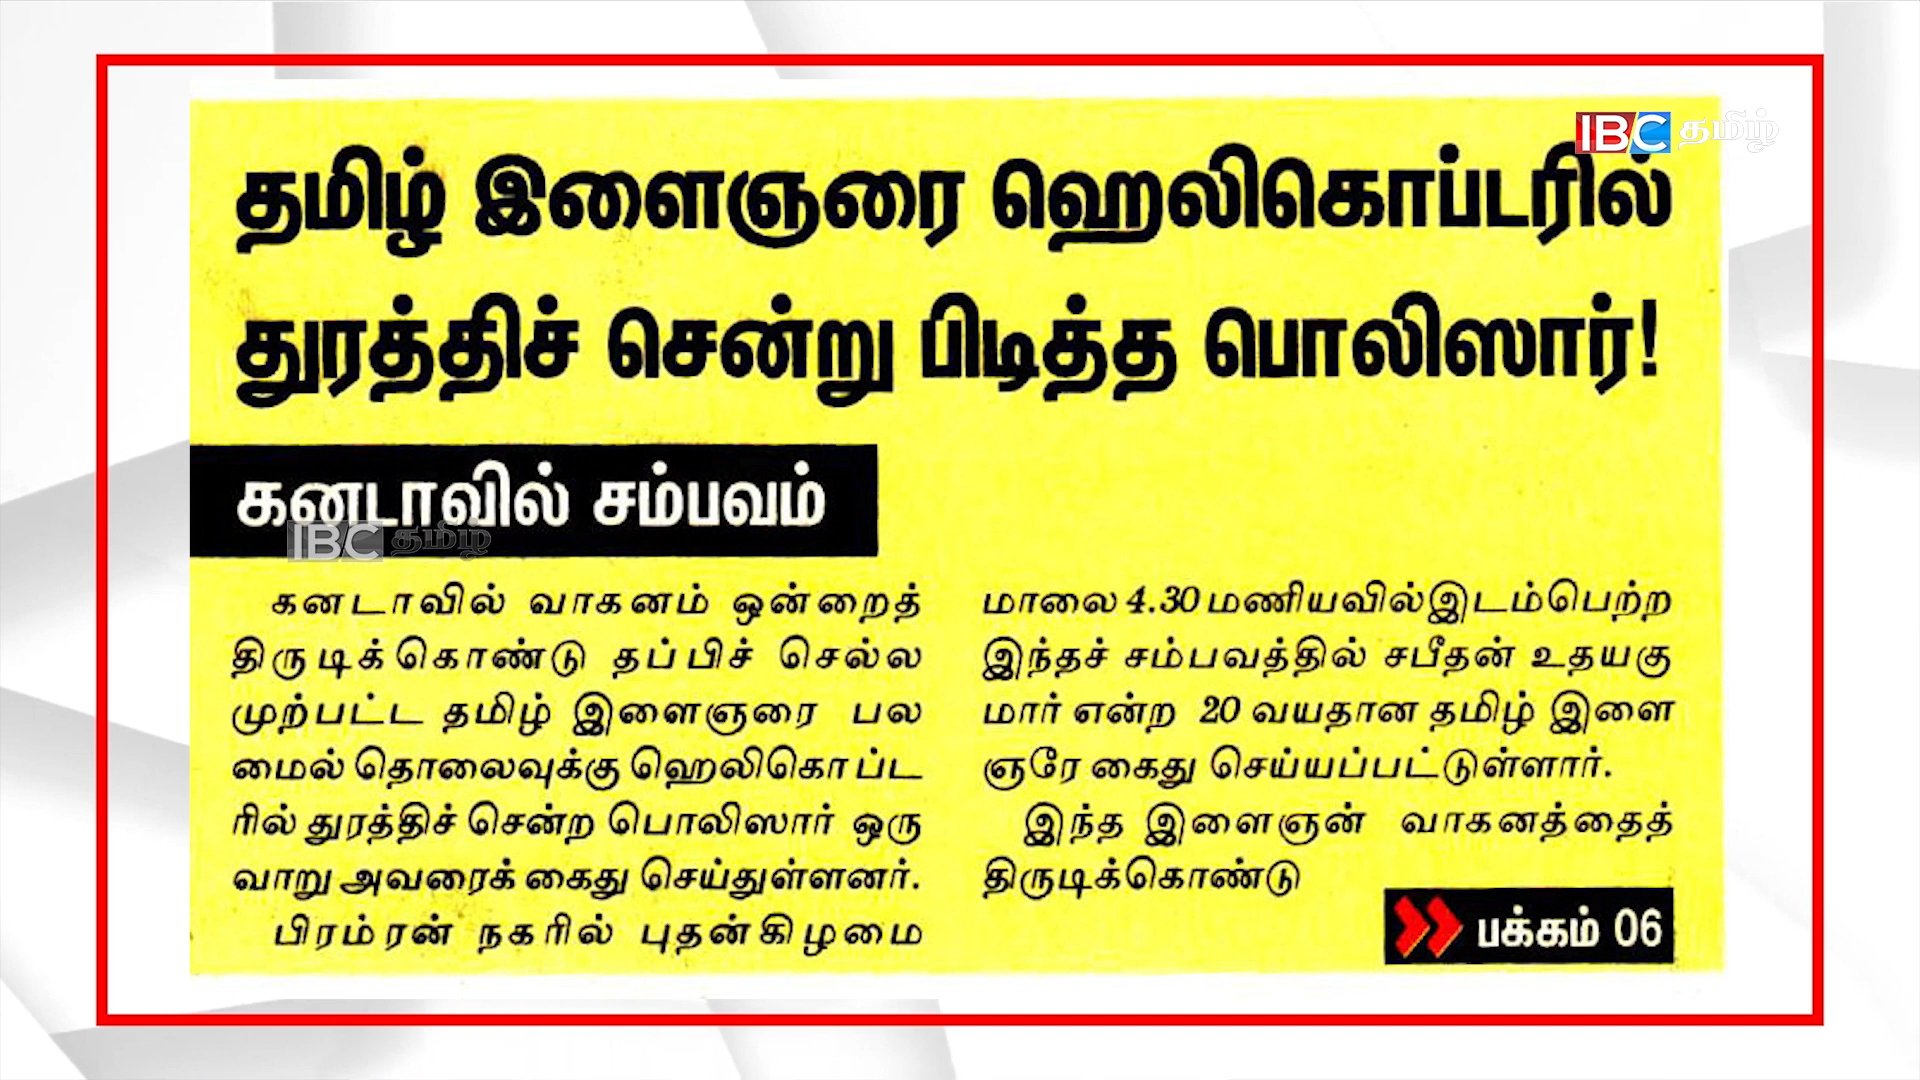 IBC தமிழ்
தமிழ் இளைஞரை ஹெலிகொப்டரில்
துரத்திச் சென்று பிடித்த பொலிஸார்!
கனடாவில் சம்பவம்
IBC தமிழ்
கனடாவில் வாகனம் ஒன்றைத்
திருடிக்கொண்டு தப்பிச் செல்ல
முற்பட்ட தமிழ் இளைஞரை பல
மைல் தொலைவுக்கு ஹெலிகொப்ட
ரில் துரத்திச் சென்ற பொலிஸார் ஒரு
வாறு அவரைக் கைது செய்துள்ளனர்.
பிரம்ரன் நகரில் புதன்கிழமை
மாலை 4.30 மணியளவில் இடம்பெற்ற
இந்தச் சம்பவத்தில் சபீதன் உதயகு
மார் என்ற 20 வயதான தமிழ் இளை
ஞரே கைது செய்யப்பட்டுள்ளார்.
இந்த இளைஞன் வாகனத்தைத்
திருடிக்கொண்டு
பக்கம் 06